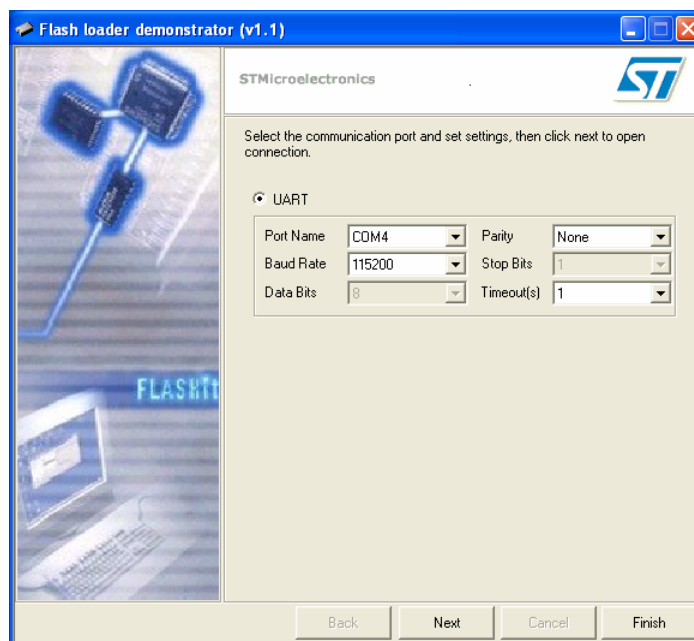 Flash loader demonstrator (v1.1)
STMicroelectronics
ST
Select the communication port and set settings, then click next to open
connection.
UART
Port Name COM4 Parity None
Baud Rate 115200 Stop Bits 1
Data Bits 8 Timeout(s) 1
FLASHIt
Back Next Cancel Finish